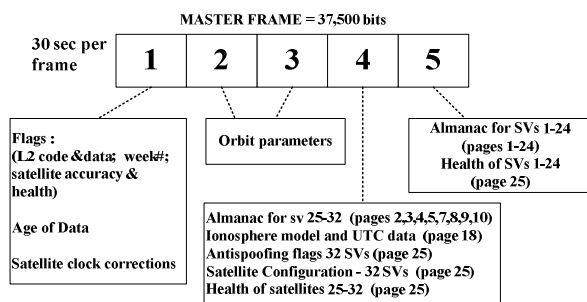 MASTER FRAME = 37,500 bits
30 sec per
frame
1 2 3 4 5
Flags :
(L2 code &data; week#;
satellite accuracy &
health)
Age of Data
Satellite clock corrections
Orbit parameters
Almanac for sv 25-32 (pages 2,3,4,5,7,8,9,10)
Ionosphere model and UTC data (page 18)
Antispoofing flags 32 SVs (page 25)
Satellite Configuration - 32 SVs (page 25)
Health of satellites 25-32 (page 25)
Almanac for SVs 1-24
(pages 1-24)
Health of SVs 1-24
(page 25)